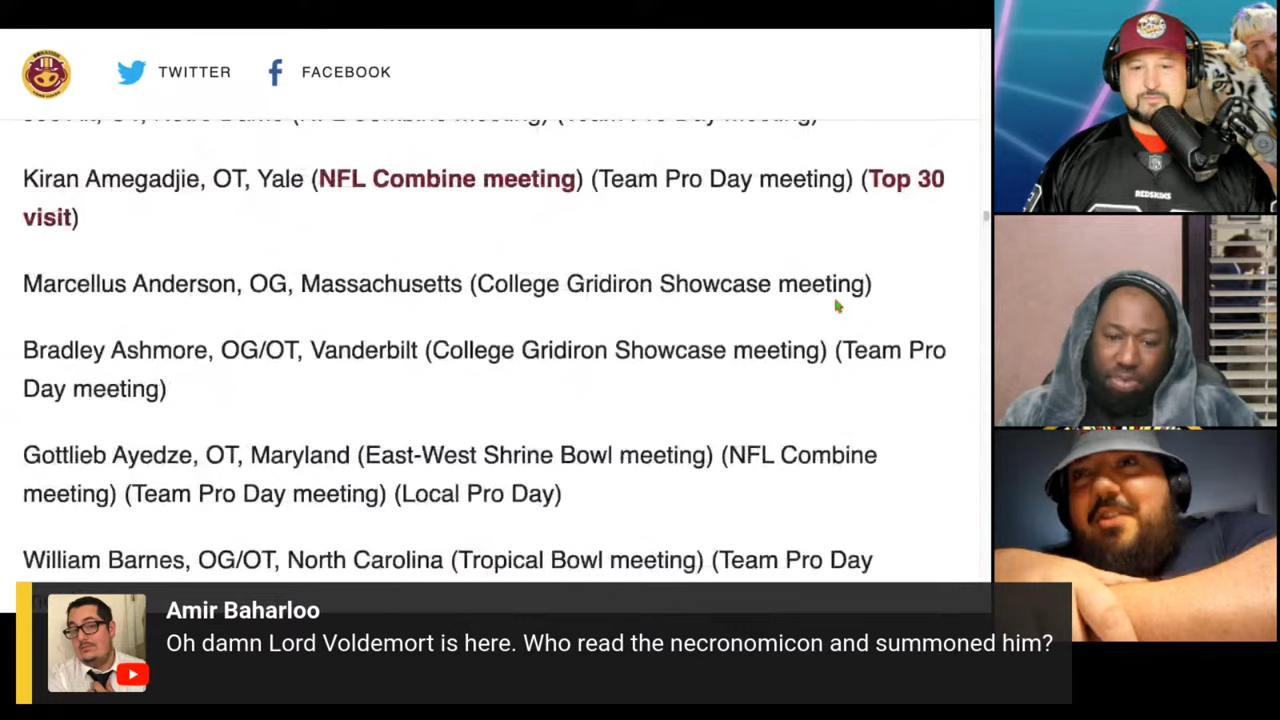 TWITTER FACEBOOK
Kiran Amegadjie, OT, Yale (NFL Combine meeting) (Team Pro Day meeting) (Top 30
visit)
Marcellus Anderson, OG, Massachusetts (College Gridiron Showcase meeting)
Bradley Ashmore, OG/OT, Vanderbilt (College Gridiron Showcase meeting) (Team Pro
Day meeting)
Gottlieb Ayedze, OT, Maryland (East-West Shrine Bowl meeting) (NFL Combine
meeting) (Team Pro Day meeting) (Local Pro Day)
William Barnes, OG/OT, North Carolina (Tropical Bowl meeting) (Team Pro Day
Amir Baharloo
Oh damn Lord Voldemort is here. Who read the necronomicon and summoned him?
REDSKINS